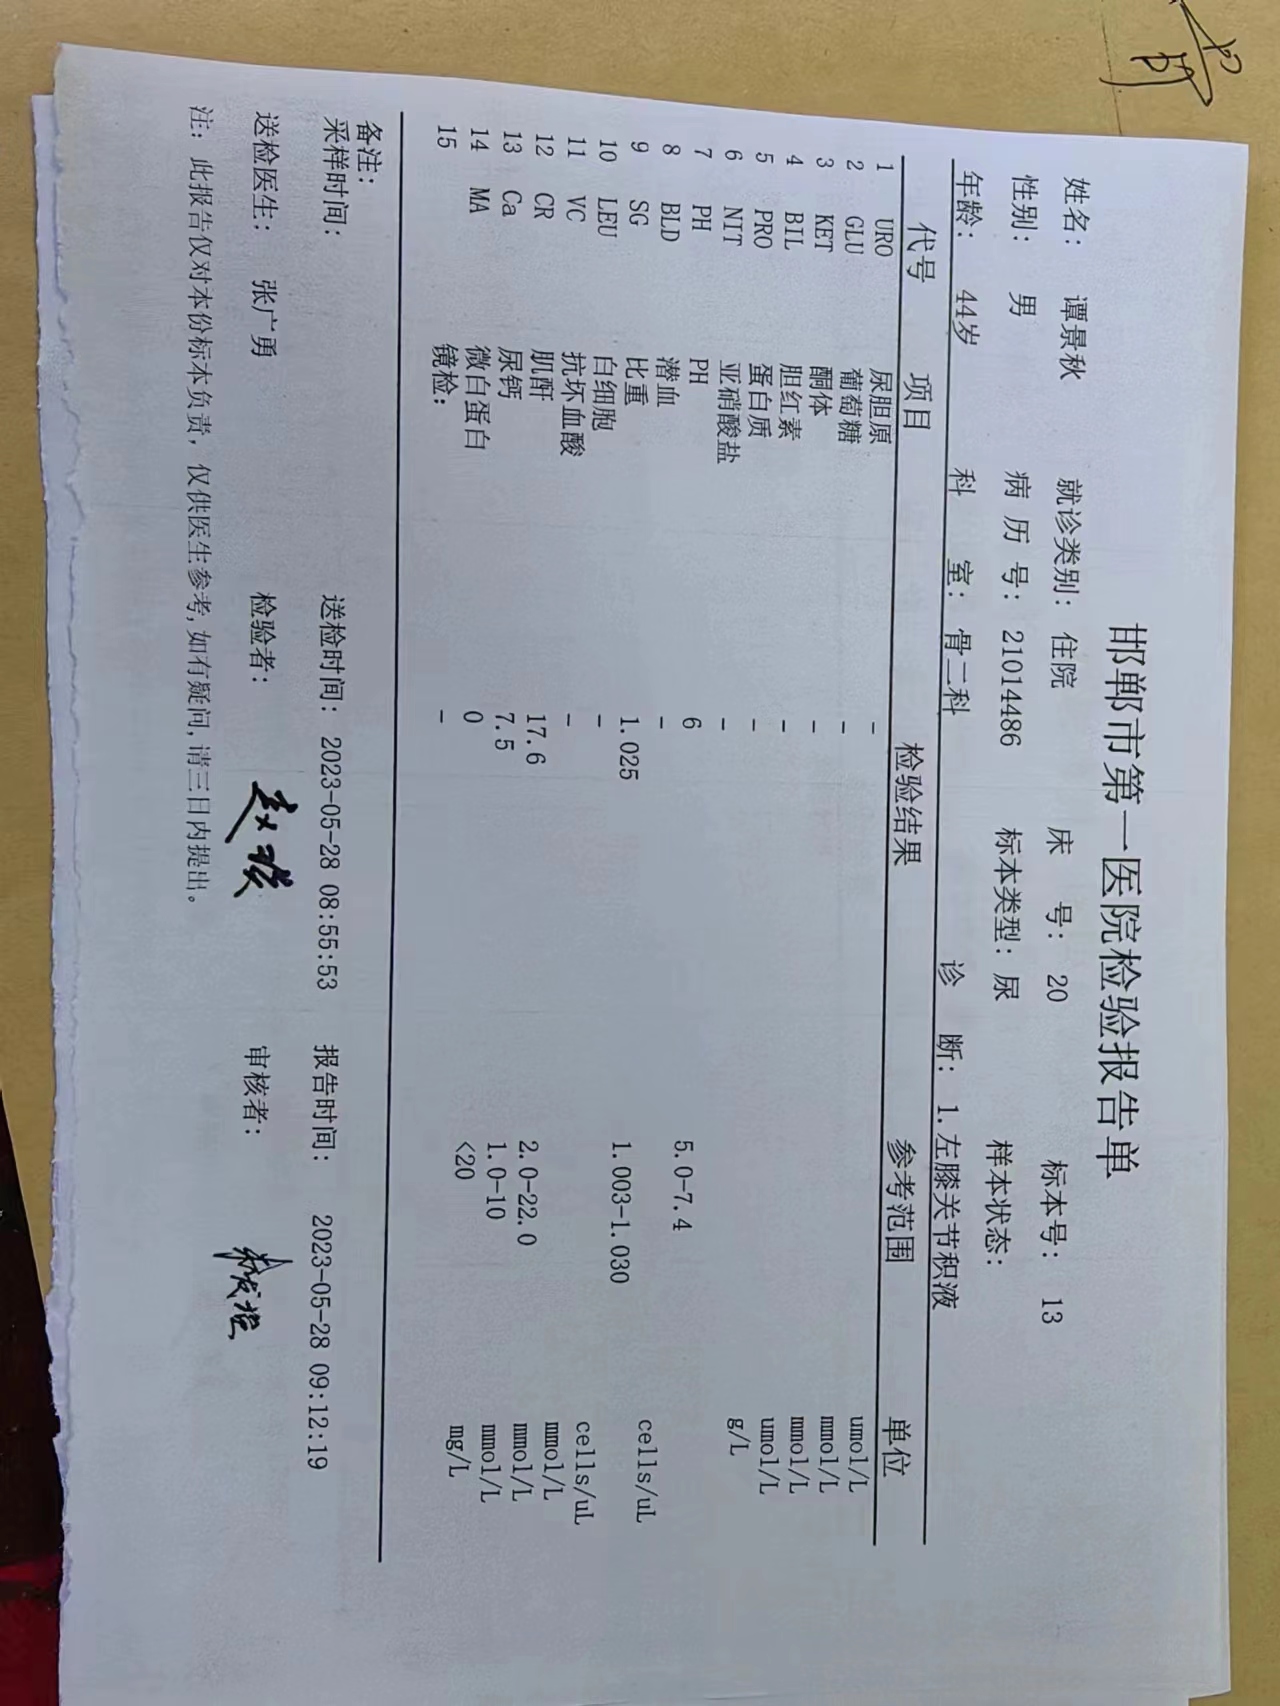 邯郸市第一医院检验报告单
姓名: 谭景秋 就诊类别: 住院 床 号: 20 标本号: 13
性别: 男 病 历 号: 21014486 标本类型: 尿 样本状态:
年龄: 44岁 科 室: 骨二科 诊 断: 1.左膝关节积液
代号 项目 检验结果 参考范围 单位
1 URO 尿胆原 - umol/L
2 GLU 葡萄糖 - mmol/L
3 KET 酮体 - mmol/L
4 BIL 胆红素 - umol/L
5 PRO 蛋白质 - g/L
6 NIT 亚硝酸盐 -
7 PH PH 6 5.0-7.4
8 BLD 潜血 - cells/uL
9 SG 比重 1.025 1.003-1.030
10 LEU 白细胞 - cells/uL
11 VC 抗坏血酸 - mmol/L
12 CR 肌酐 17.6 2.0-22.0 mmol/L
13 Ca 尿钙 7.5 1.0-10 mmol/L
14 MA 微白蛋白 0 <20 mg/L
15 镜检: -
备注:
采样时间: 送检时间: 2023-05-28 08:55:53 报告时间: 2023-05-28 09:12:19
送检医生: 张广勇 检验者: 审核者:
注: 此报告仅对本份标本负责, 仅供医生参考,如有疑问,请三日内提出。